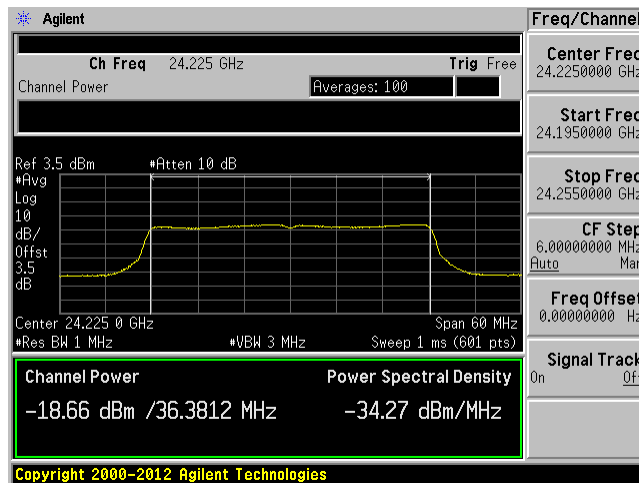 Agilent
Freq/Channel
Ch Freq 24.225 GHz Trig Free
Channel Power Averages: 100
Ref 3.5 dBm #Atten 10 dB
#Avg
Log
10
dB/
Offst
3.5
dB
Center 24.225 0 GHz Span 60 MHz
#Res BW 1 MHz #VBW 3 MHz Sweep 1 ms (601 pts)
Channel Power Power Spectral Density
-18.66 dBm /36.3812 MHz -34.27 dBm/MHz
Copyright 2000-2012 Agilent Technologies
Center Freq
24.2250000 GHz
Start Freq
24.1950000 GHz
Stop Freq
24.2550000 GHz
CF Step
6.00000000 MHz
Auto Man
Freq Offset
0.00000000 Hz
Signal Track
On Off